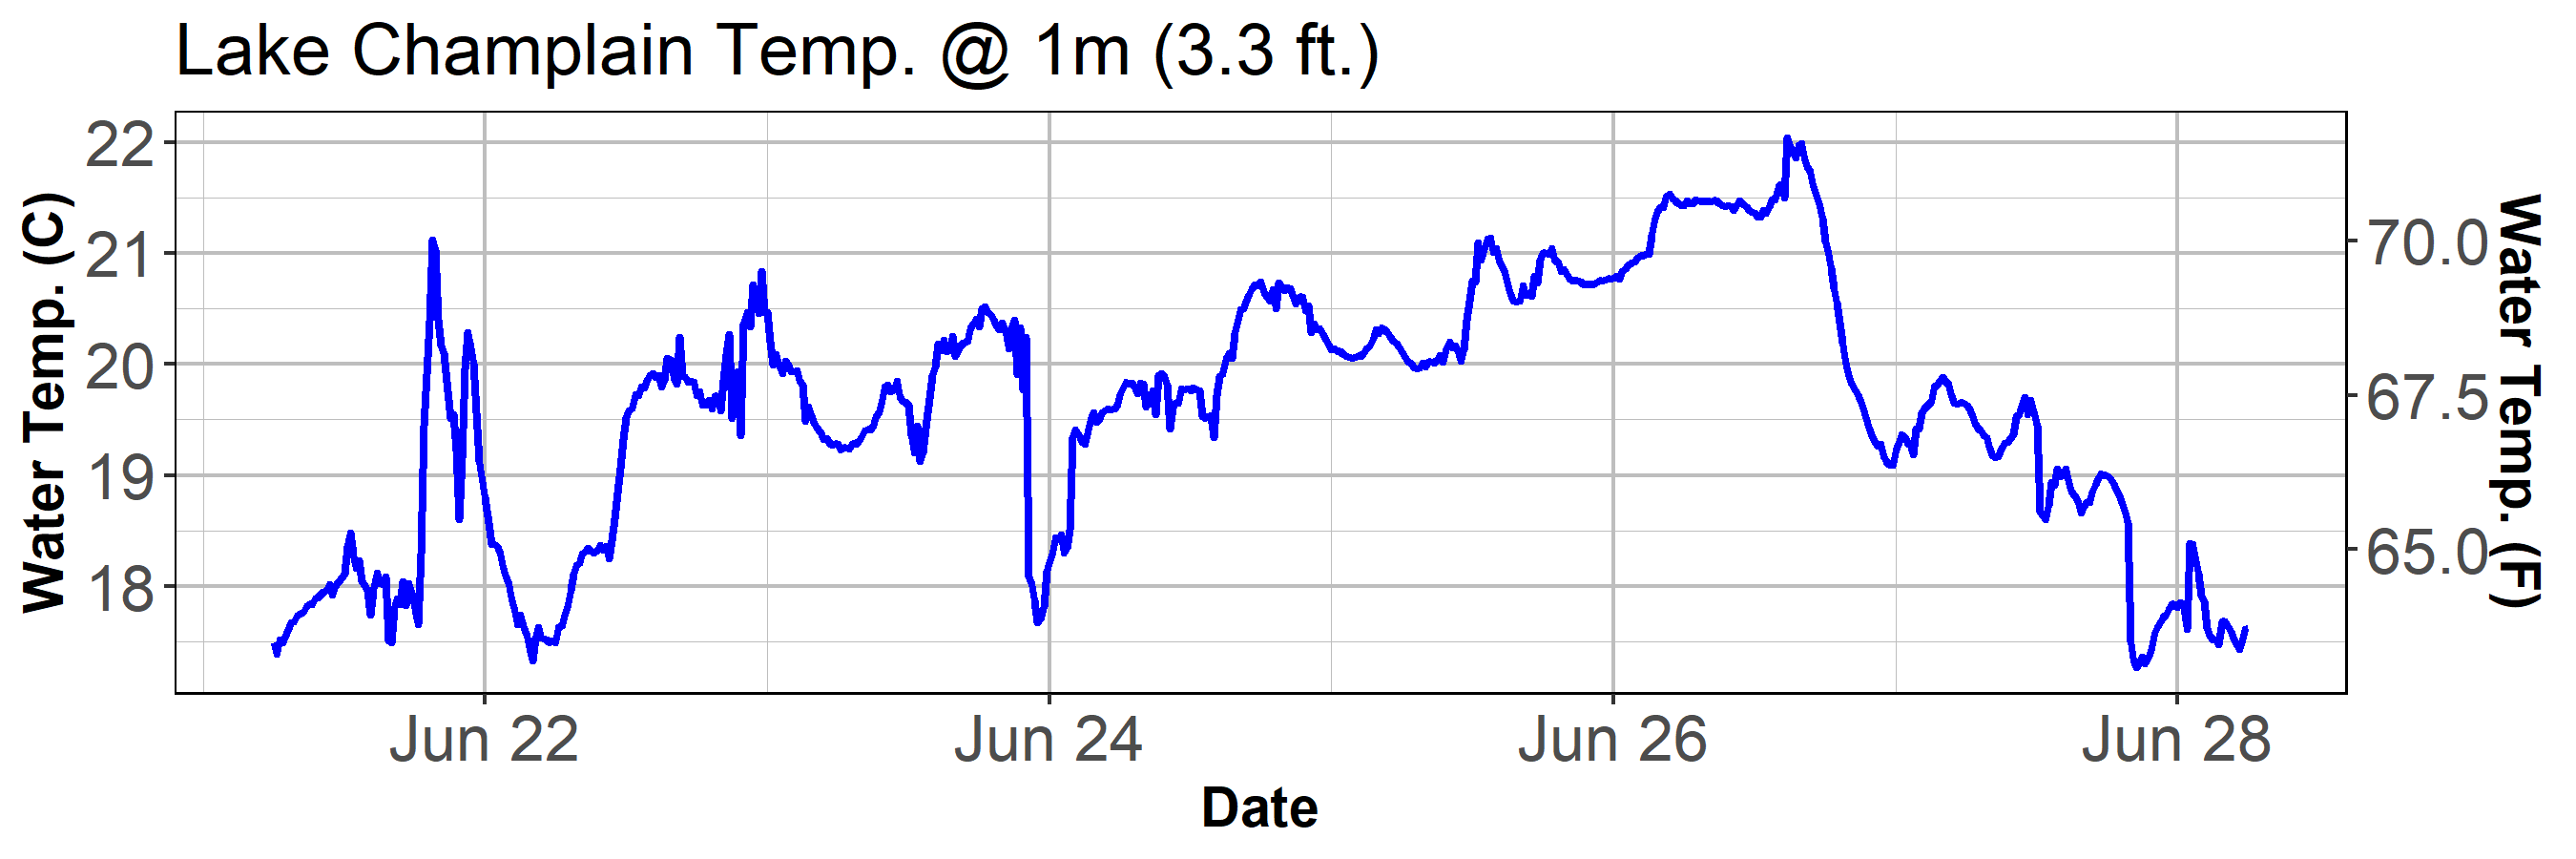 Lake Champlain Temp. @ 1m (3.3 ft.)
Water Temp. (C)
22
21
20
19
18
70.0
67.5
65.0
Water Temp. (F)
Jun 22
Jun 24
Jun 26
Jun 28
Date